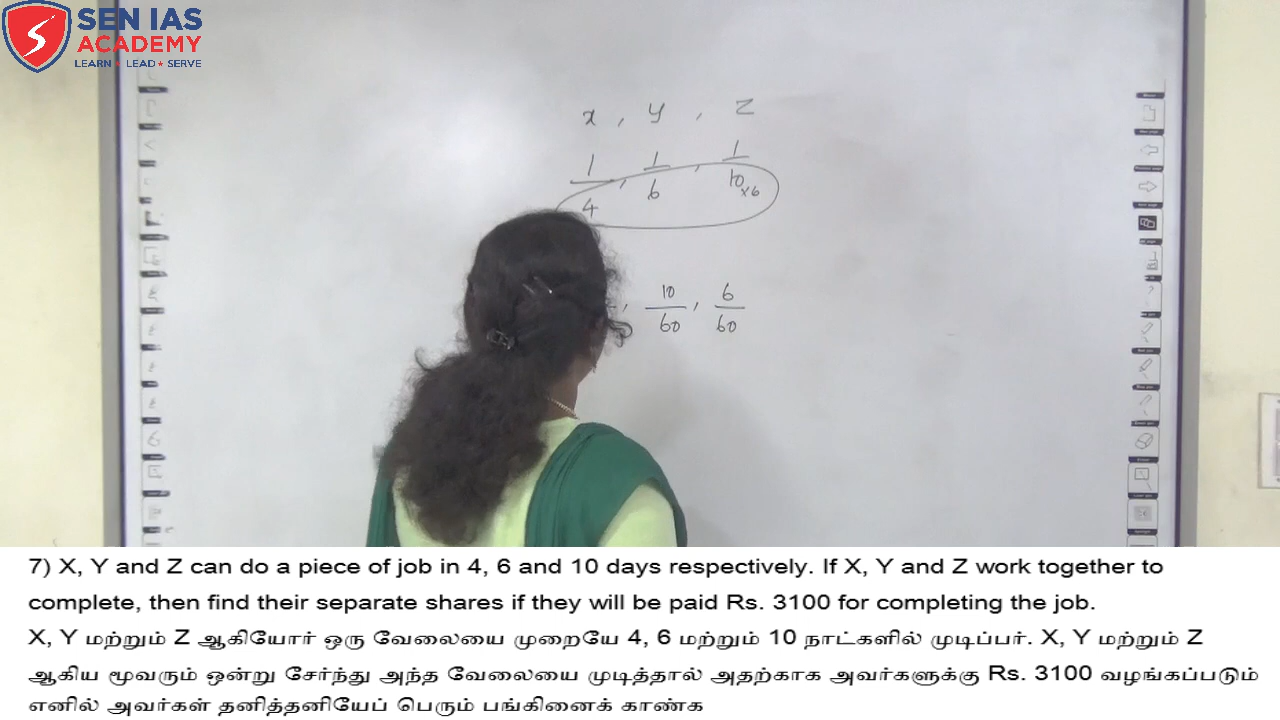 SEN IAS
ACADEMY
LEARN ★ LEAD ★ SERVE
x , y , z
1/4 , 1/6 , 1/10 ×6
, 10/60 , 6/60
7) X, Y and Z can do a piece of job in 4, 6 and 10 days respectively. If X, Y and Z work together to
complete, then find their separate shares if they will be paid Rs. 3100 for completing the job.
X, Y மற்றும் Z ஆகியோர் ஒரு வேலையை முறையே 4, 6 மற்றும் 10 நாட்களில் முடிப்பர். X, Y மற்றும் Z
ஆகிய மூவரும் ஒன்று சேர்ந்து அந்த வேலையை முடித்தால் அதற்காக அவர்களுக்கு Rs. 3100 வழங்கப்படும்
எனில் அவர்கள் தனித்தனியேப் பெரும் பங்கினைக் காண்க